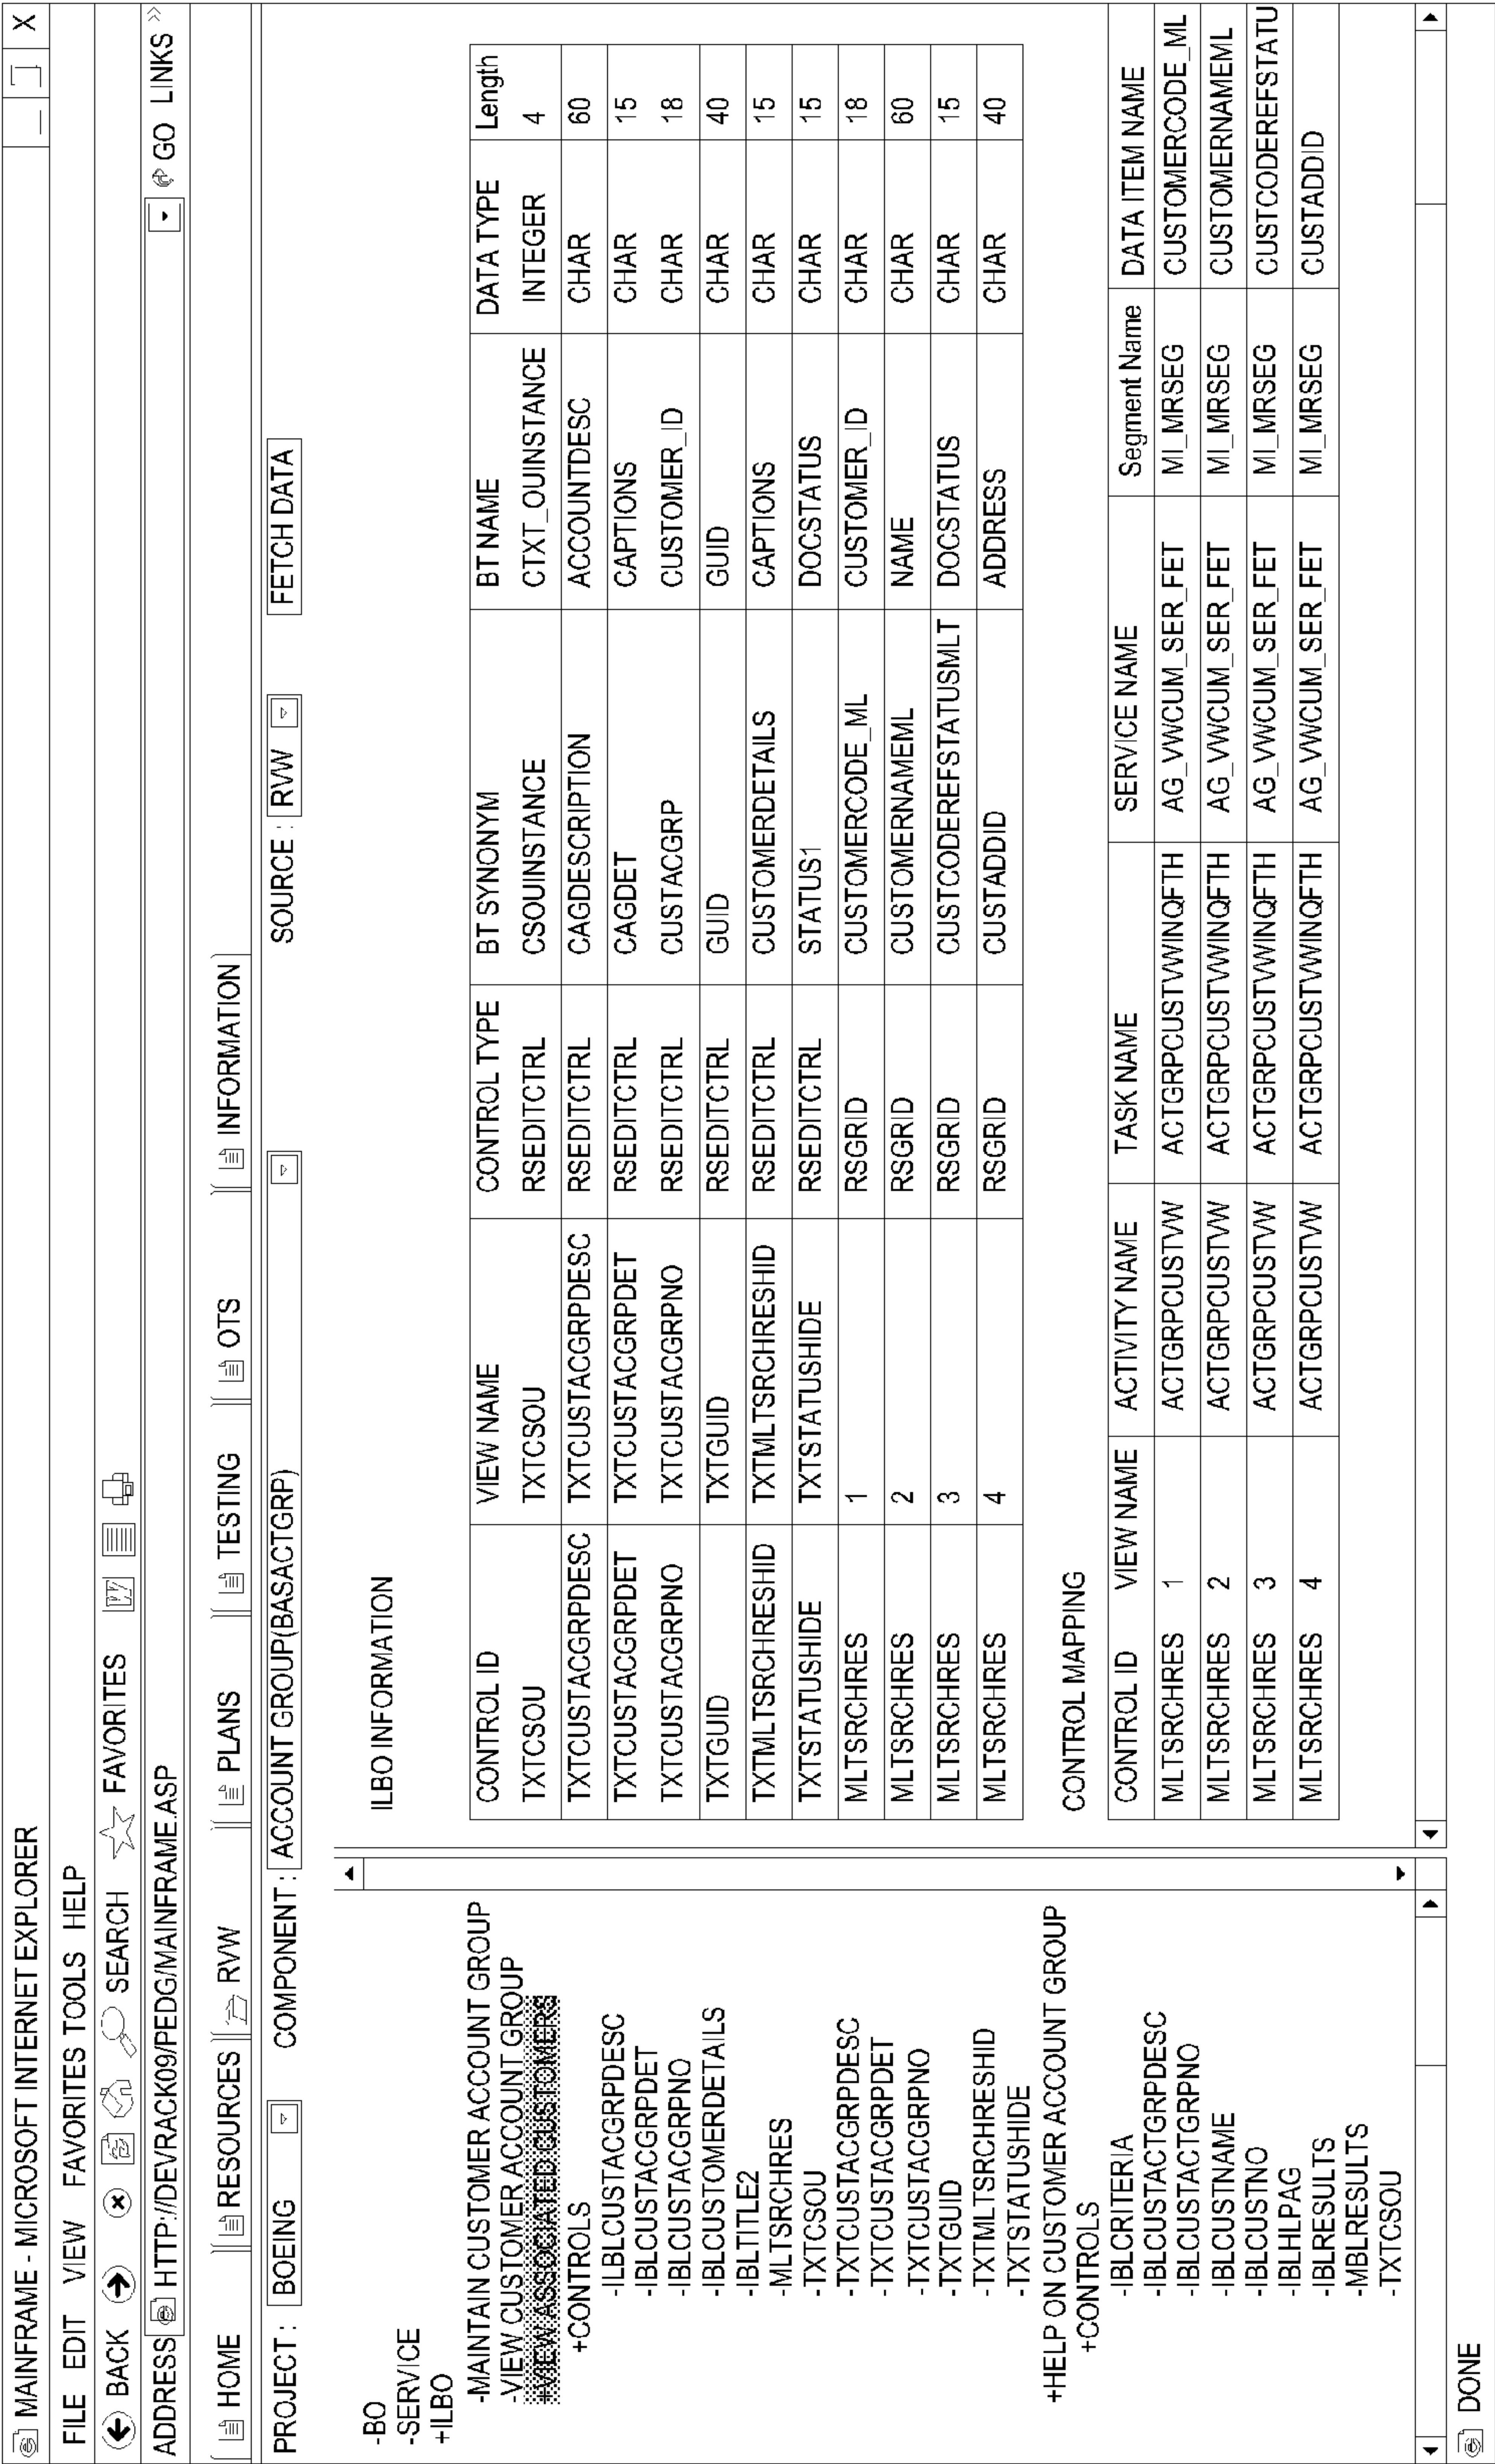 MAINFRAME - MICROSOFT INTERNET EXPLORER
FILE EDIT VIEW FAVORITES TOOLS HELP
BACK SEARCH FAVORITES
ADDRESS HTTP://DEVRACK09/PEDG/MAINFRAME.ASP GO LINKS »
HOME RESOURCES RVW PLANS TESTING OTS INFORMATION
PROJECT : BOEING COMPONENT : ACCOUNT GROUP(BASACTGRP) SOURCE : RVW FETCH DATA
-BO
-SERVICE
+ILBO
-MAINTAIN CUSTOMER ACCOUNT GROUP
-VIEW CUSTOMER ACCOUNT GROUP
+VIEW ASSOCIATED CUSTOMERS
+CONTROLS
-ILBLCUSTACGRPDESC
-IBLCUSTACGRPDET
-IBLCUSTACGRPNO
-IBLCUSTOMERDETAILS
-IBLTITLE2
-MLTSRCHRES
-TXTCSOU
-TXTCUSTACGRPDESC
-TXTCUSTACGRPDET
-TXTCUSTACGRPNO
-TXTGUID
-TXTMLTSRCHRESHID
-TXTSTATUSHIDE
+HELP ON CUSTOMER ACCOUNT GROUP
+CONTROLS
-IBLCRITERIA
-IBLCUSTACTGRPDESC
-IBLCUSTACTGRPNO
-IBLCUSTNAME
-IBLCUSTNO
-IBLHLPAG
-IBLRESULTS
-MBLRESULTS
-TXTCSOU
ILBO INFORMATION
CONTROL ID VIEW NAME CONTROL TYPE BT SYNONYM BT NAME DATA TYPE Length
TXTCSOU TXTCSOU RSEDITCTRL CSOUINSTANCE CTXT_OUINSTANCE INTEGER 4
TXTCUSTACGRPDESC TXTCUSTACGRPDESC RSEDITCTRL CAGDESCRIPTION ACCOUNTDESC CHAR 60
TXTCUSTACGRPDET TXTCUSTACGRPDET RSEDITCTRL CAGDET CAPTIONS CHAR 15
TXTCUSTACGRPNO TXTCUSTACGRPNO RSEDITCTRL CUSTACGRP CUSTOMER_ID CHAR 18
TXTGUID TXTGUID RSEDITCTRL GUID GUID CHAR 40
TXTMLTSRCHRESHID TXTMLTSRCHRESHID RSEDITCTRL CUSTOMERDETAILS CAPTIONS CHAR 15
TXTSTATUSHIDE TXTSTATUSHIDE RSEDITCTRL STATUS1 DOCSTATUS CHAR 15
MLTSRCHRES 1 RSGRID CUSTOMERCODE_ML CUSTOMER_ID CHAR 18
MLTSRCHRES 2 RSGRID CUSTOMERNAMEML NAME CHAR 60
MLTSRCHRES 3 RSGRID CUSTCODEREFSTATUSMLT DOCSTATUS CHAR 15
MLTSRCHRES 4 RSGRID CUSTADDID ADDRESS CHAR 40
CONTROL MAPPING
CONTROL ID VIEW NAME ACTIVITY NAME TASK NAME SERVICE NAME Segment Name DATA ITEM NAME
MLTSRCHRES 1 ACTGRPCUSTVW ACTGRPCUSTVWINQFTH AG_VWCUM_SER_FET MI_MRSEG CUSTOMERCODE_ML
MLTSRCHRES 2 ACTGRPCUSTVW ACTGRPCUSTVWINQFTH AG_VWCUM_SER_FET MI_MRSEG CUSTOMERNAMEML
MLTSRCHRES 3 ACTGRPCUSTVW ACTGRPCUSTVWINQFTH AG_VWCUM_SER_FET MI_MRSEG CUSTCODEREFSTATU
MLTSRCHRES 4 ACTGRPCUSTVW ACTGRPCUSTVWINQFTH AG_VWCUM_SER_FET MI_MRSEG CUSTADDID
DONE